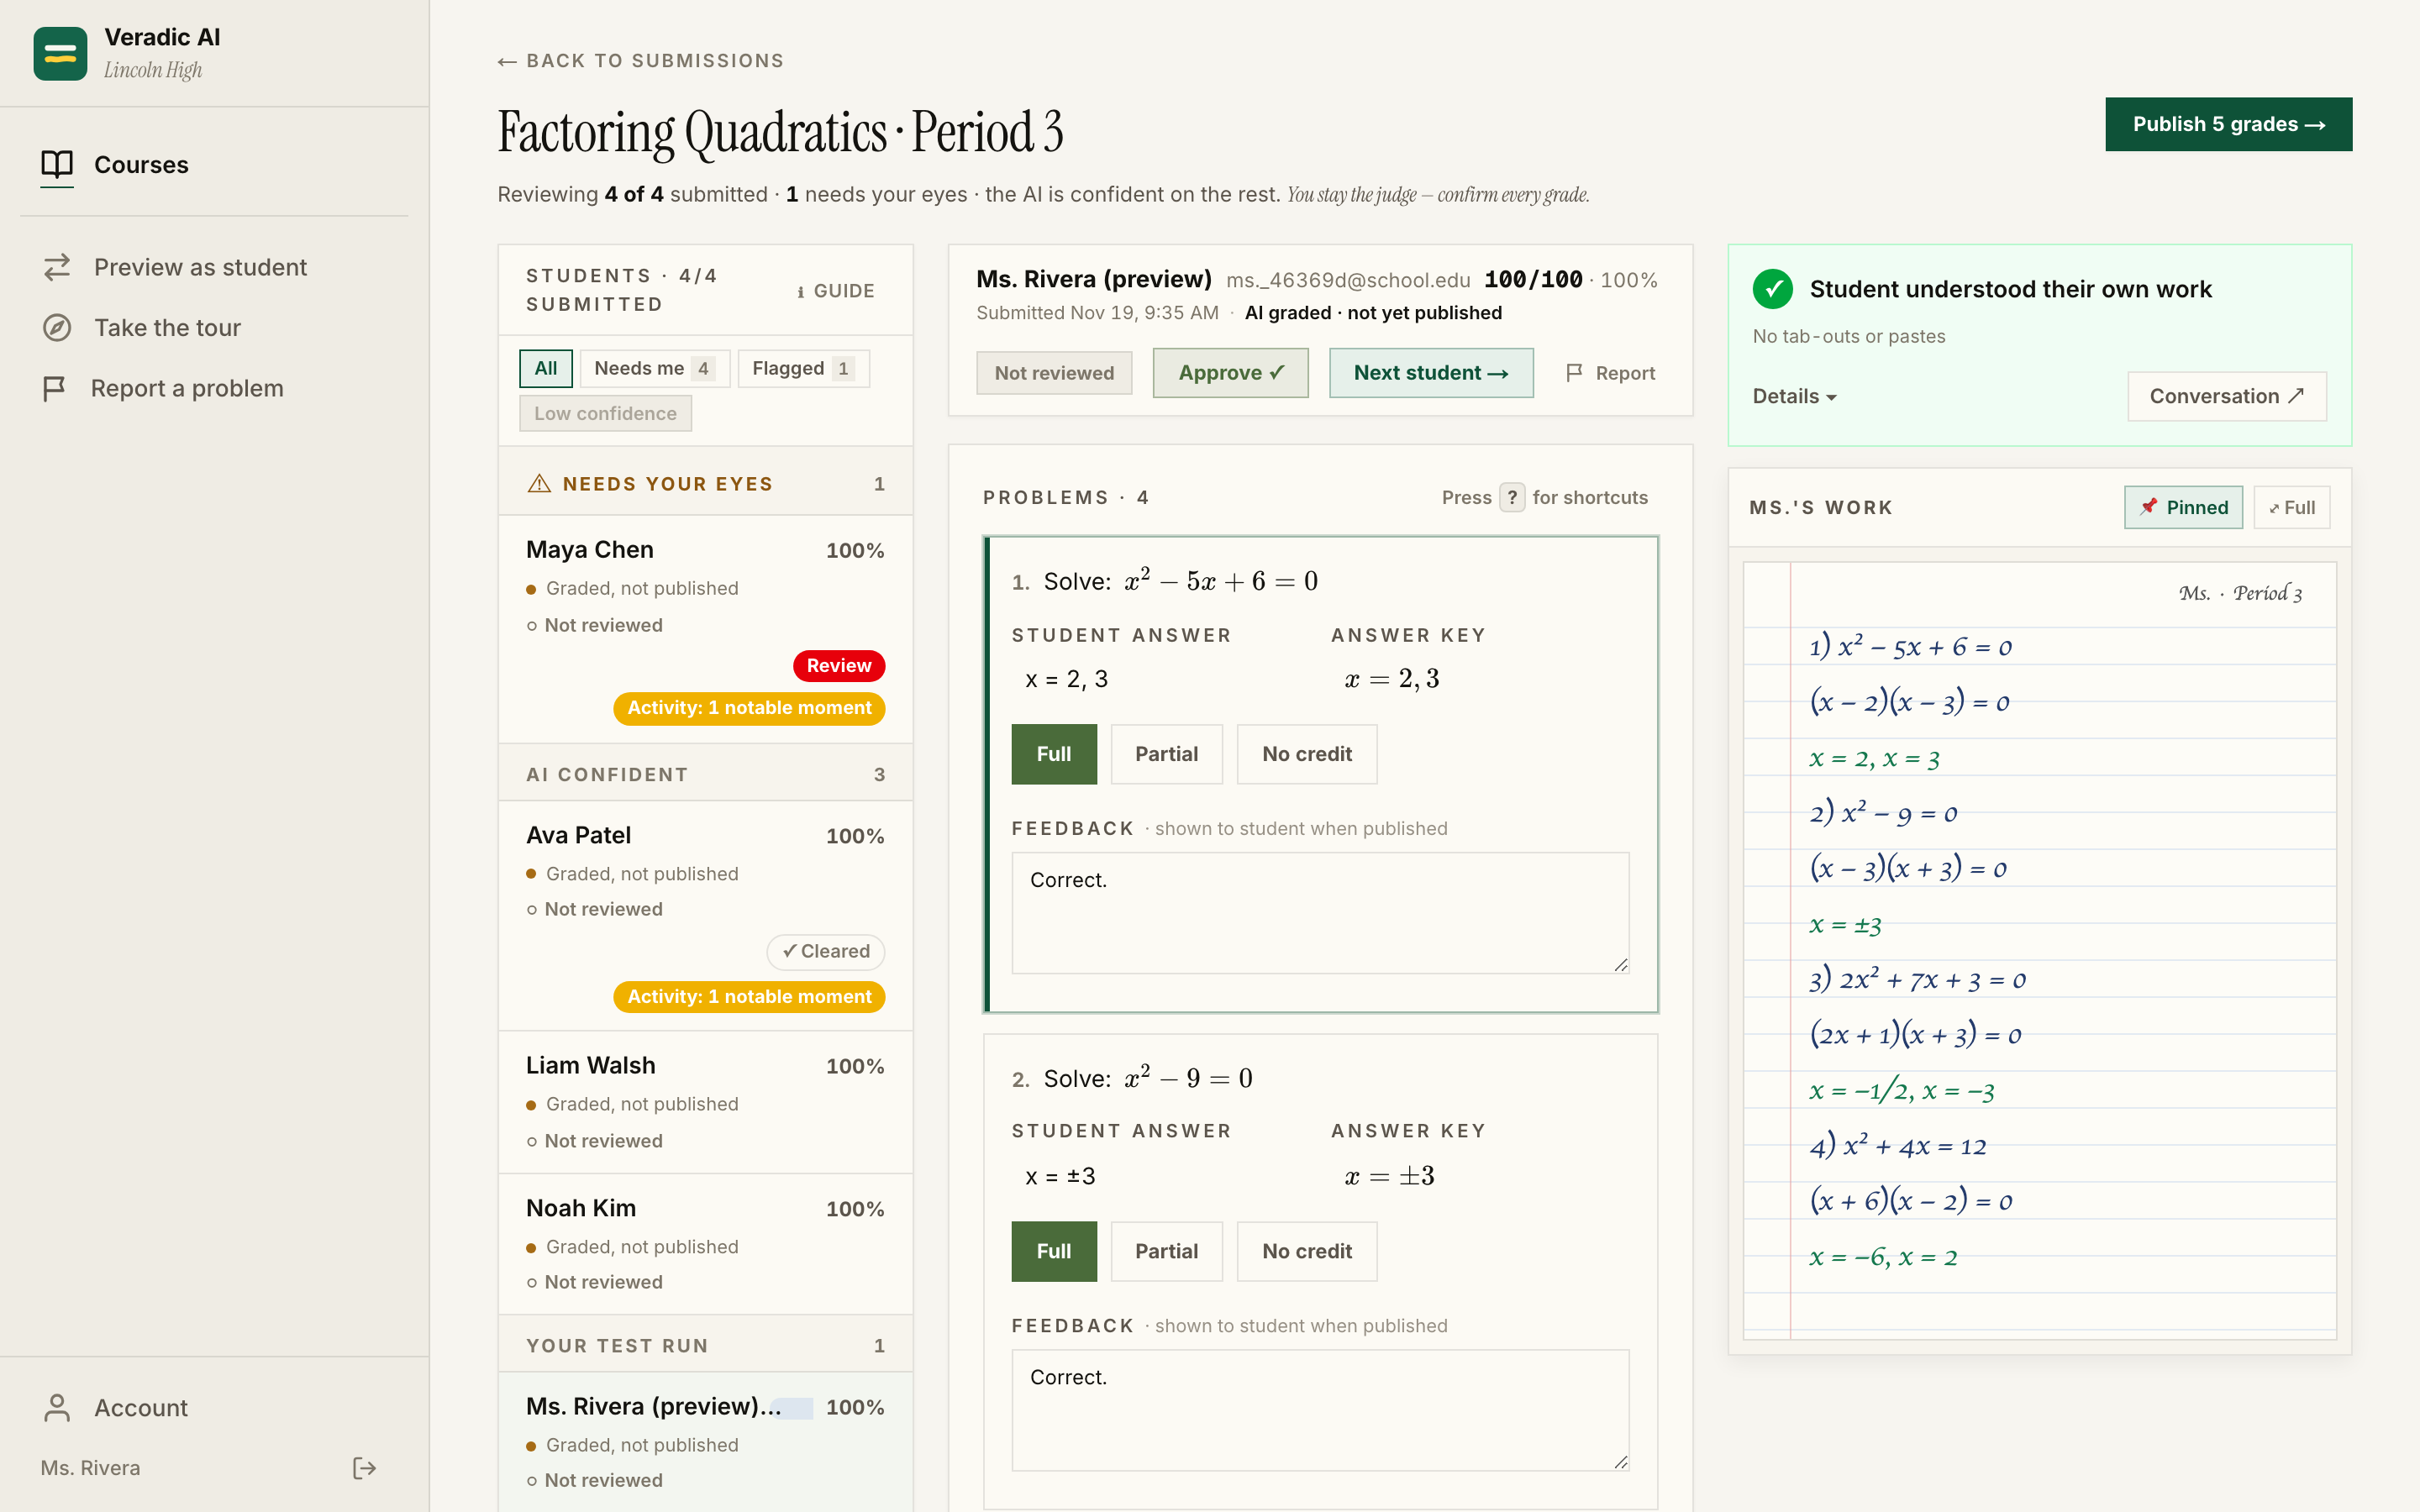 Veradic AI
Lincoln High
Courses
Preview as student
Take the tour
Report a problem
Account
Ms. Rivera
← BACK TO SUBMISSIONS
Factoring Quadratics · Period 3
Reviewing 4 of 4 submitted · 1 needs your eyes · the AI is confident on the rest. You stay the judge — confirm every grade.
Publish 5 grades →
STUDENTS · 4/4
SUBMITTED
i GUIDE
All
Needs me 4
Flagged 1
Low confidence
⚠ NEEDS YOUR EYES 1
Maya Chen 100%
Graded, not published
Not reviewed
Review
Activity: 1 notable moment
AI CONFIDENT 3
Ava Patel 100%
Graded, not published
Not reviewed
✓ Cleared
Activity: 1 notable moment
Liam Walsh 100%
Graded, not published
Not reviewed
Noah Kim 100%
Graded, not published
Not reviewed
YOUR TEST RUN 1
Ms. Rivera (preview)... 100%
Graded, not published
Not reviewed
Ms. Rivera (preview) ms._46369d@school.edu 100/100 · 100%
Submitted Nov 19, 9:35 AM · AI graded · not yet published
Not reviewed
Approve ✓
Next student →
Report
PROBLEMS · 4
Press ? for shortcuts
1. Solve: x² − 5x + 6 = 0
STUDENT ANSWER ANSWER KEY
x = 2, 3 x = 2, 3
Full Partial No credit
FEEDBACK · shown to student when published
Correct.
2. Solve: x² − 9 = 0
STUDENT ANSWER ANSWER KEY
x = ±3 x = ±3
Full Partial No credit
FEEDBACK · shown to student when published
Correct.
✓ Student understood their own work
No tab-outs or pastes
Details ▾
Conversation ↗
MS.'S WORK
📌 Pinned
⤢ Full
Ms. · Period 3
1) x² − 5x + 6 = 0
(x − 2)(x − 3) = 0
x = 2, x = 3
2) x² − 9 = 0
(x − 3)(x + 3) = 0
x = ±3
3) 2x² + 7x + 3 = 0
(2x + 1)(x + 3) = 0
x = −1/2, x = −3
4) x² + 4x = 12
(x + 6)(x − 2) = 0
x = −6, x = 2